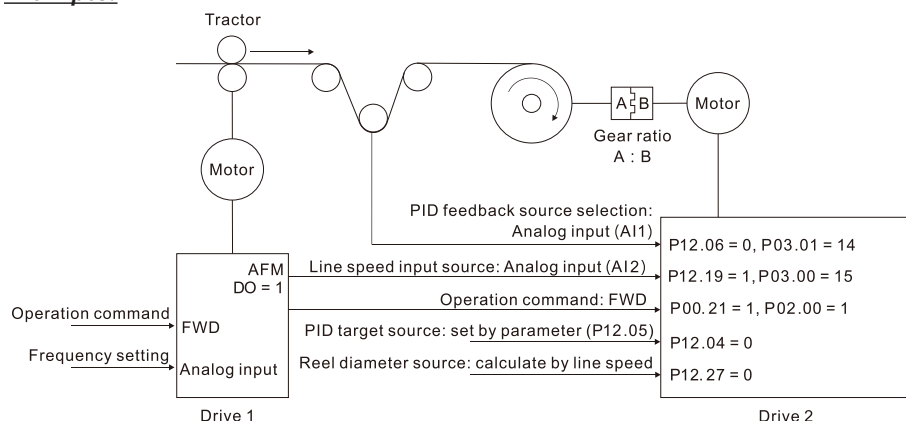 Tractor
Motor
A B
Motor
Gear ratio
A : B
PID feedback source selection:
Analog input (AI1)
P12.06 = 0, P03.01 = 14
AFM
DO = 1
Line speed input source: Analog input (AI2)
P12.19 = 1, P03.00 = 15
Operation command: FWD
P00.21 = 1, P02.00 = 1
Operation command
FWD
PID target source: set by parameter (P12.05)
P12.04 = 0
Frequency setting
Analog input
Reel diameter source: calculate by line speed
P12.27 = 0
Drive 1
Drive 2